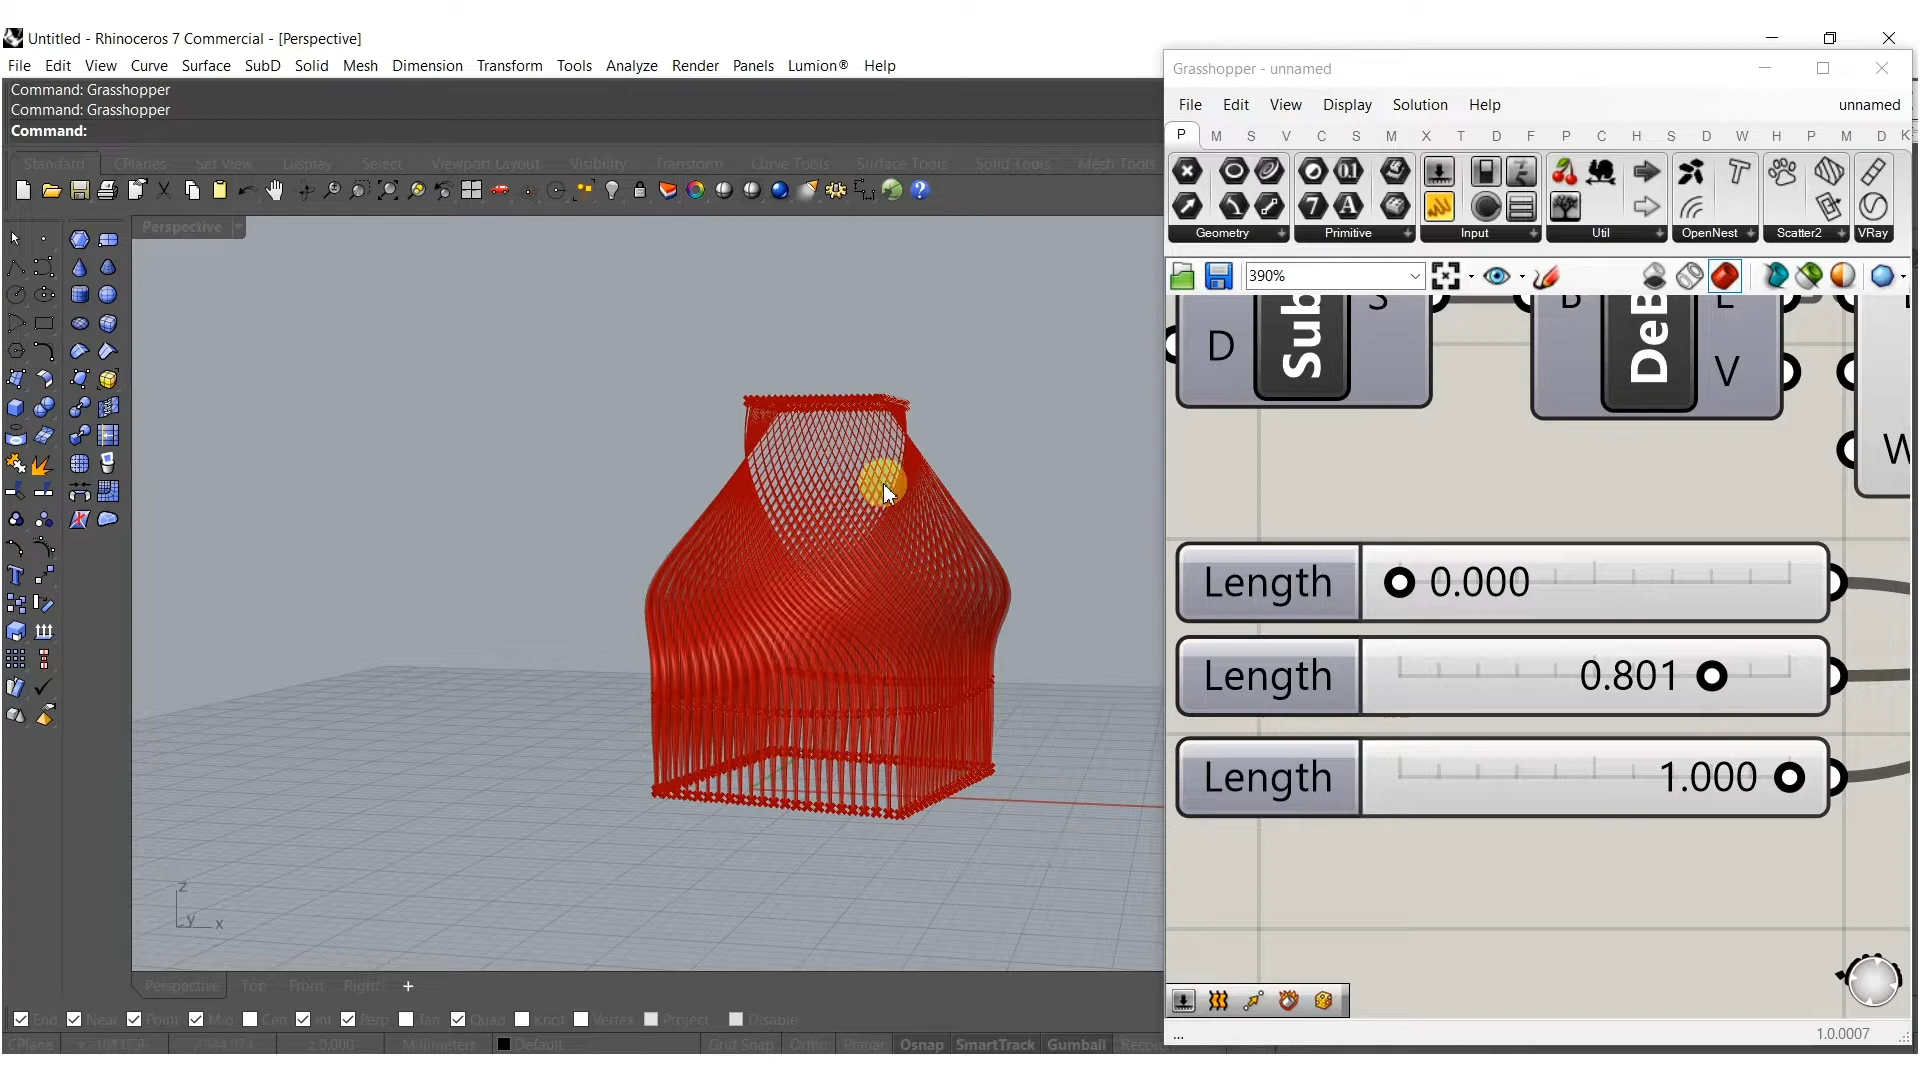 Untitled - Rhinoceros 7 Commercial - [Perspective]
File Edit View Curve Surface SubD Solid Mesh Dimension Transform Tools Analyze Render Panels Lumion® Help
Command: Grasshopper
Command: Grasshopper
Command:
Standard CPlanes Set View Display Select Viewport Layout Visibility Transform Curve Tools Surface Tools Solid Tools Mesh Tools
Perspective
z
y x
Perspective Top Front Right +
End Near Point Mid Cen Int Perp Tan Quad Knot Vertex Project Disable
CPlane z 0.000 Millimeters Default Grid Snap Ortho Planar Osnap SmartTrack Gumball
Grasshopper - unnamed
File Edit View Display Solution Help unnamed
P M S V C S M X T D F P C H S D W H P M D K
Geometry Primitive Input Util OpenNest Scatter2 VRay
390%
D Sub S B DeB E V W
Length 0.000
Length 0.801
Length 1.000
...
1.0.0007